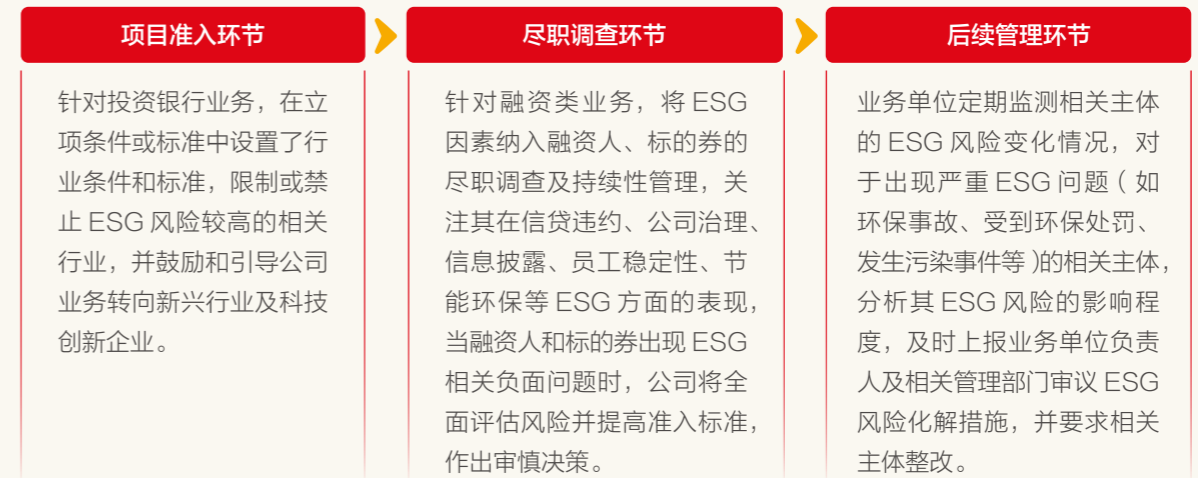 项目准入环节
针对投资银行业务，在立
项条件或标准中设置了行
业条件和标准，限制或禁
止 ESG 风险较高的相关
行业，并鼓励和引导公司
业务转向新兴行业及科技
创新企业。
尽职调查环节
针对融资类业务，将 ESG
因素纳入融资人、标的券的
尽职调查及持续性管理，关
注其在信贷违约、公司治理、
信息披露、员工稳定性、节
能环保等 ESG 方面的表现，
当融资人和标的券出现 ESG
相关负面问题时，公司将全
面评估风险并提高准入标准，
作出审慎决策。
后续管理环节
业务单位定期监测相关主体
的 ESG 风险变化情况，对
于出现严重 ESG 问题（如
环保事故、受到环保处罚、
发生污染事件等）的相关主体，
分析其 ESG 风险的影响程
度，及时上报业务单位负责
人及相关管理部门审议 ESG
风险化解措施，并要求相关
主体整改。